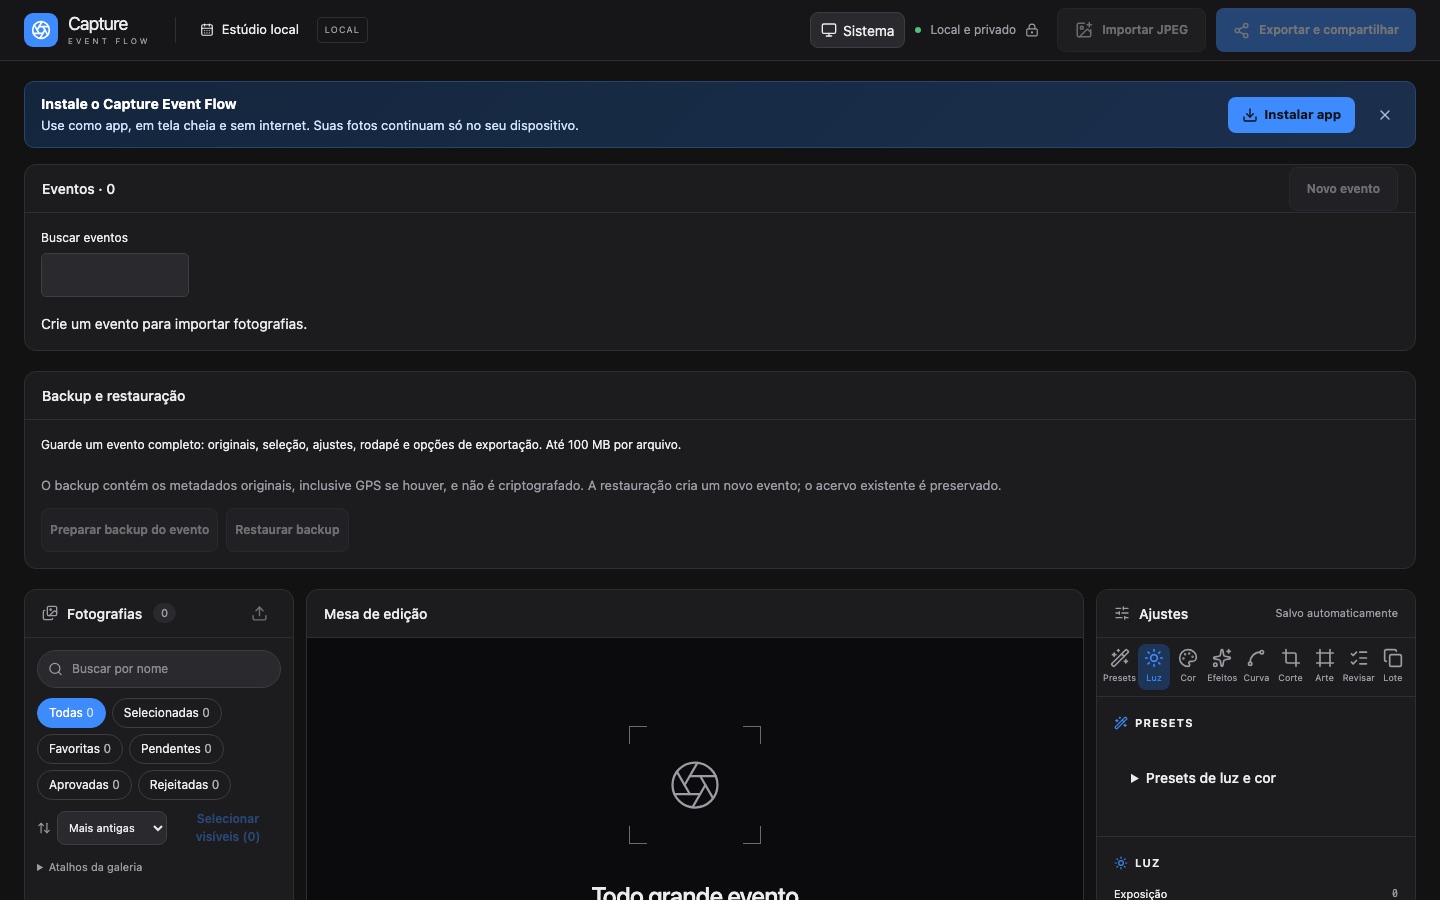 Capture
EVENT FLOW
Estúdio local
LOCAL
Sistema
Local e privado
Importar JPEG
Exportar e compartilhar
Instale o Capture Event Flow
Use como app, em tela cheia e sem internet. Suas fotos continuam só no seu dispositivo.
Instalar app
Eventos · 0
Novo evento
Buscar eventos
Crie um evento para importar fotografias.
Backup e restauração
Guarde um evento completo: originais, seleção, ajustes, rodapé e opções de exportação. Até 100 MB por arquivo.
O backup contém os metadados originais, inclusive GPS se houver, e não é criptografado. A restauração cria um novo evento; o acervo existente é preservado.
Preparar backup do evento
Restaurar backup
Fotografias 0
Buscar por nome
Todas 0
Selecionadas 0
Favoritas 0
Pendentes 0
Aprovadas 0
Rejeitadas 0
Mais antigas
Selecionar
visíveis (0)
Atalhos da galeria
Mesa de edição
Todo grande evento
Ajustes
Salvo automaticamente
Presets
Luz
Cor
Efeitos
Curva
Corte
Arte
Revisar
Lote
PRESETS
Presets de luz e cor
LUZ
Exposição
0